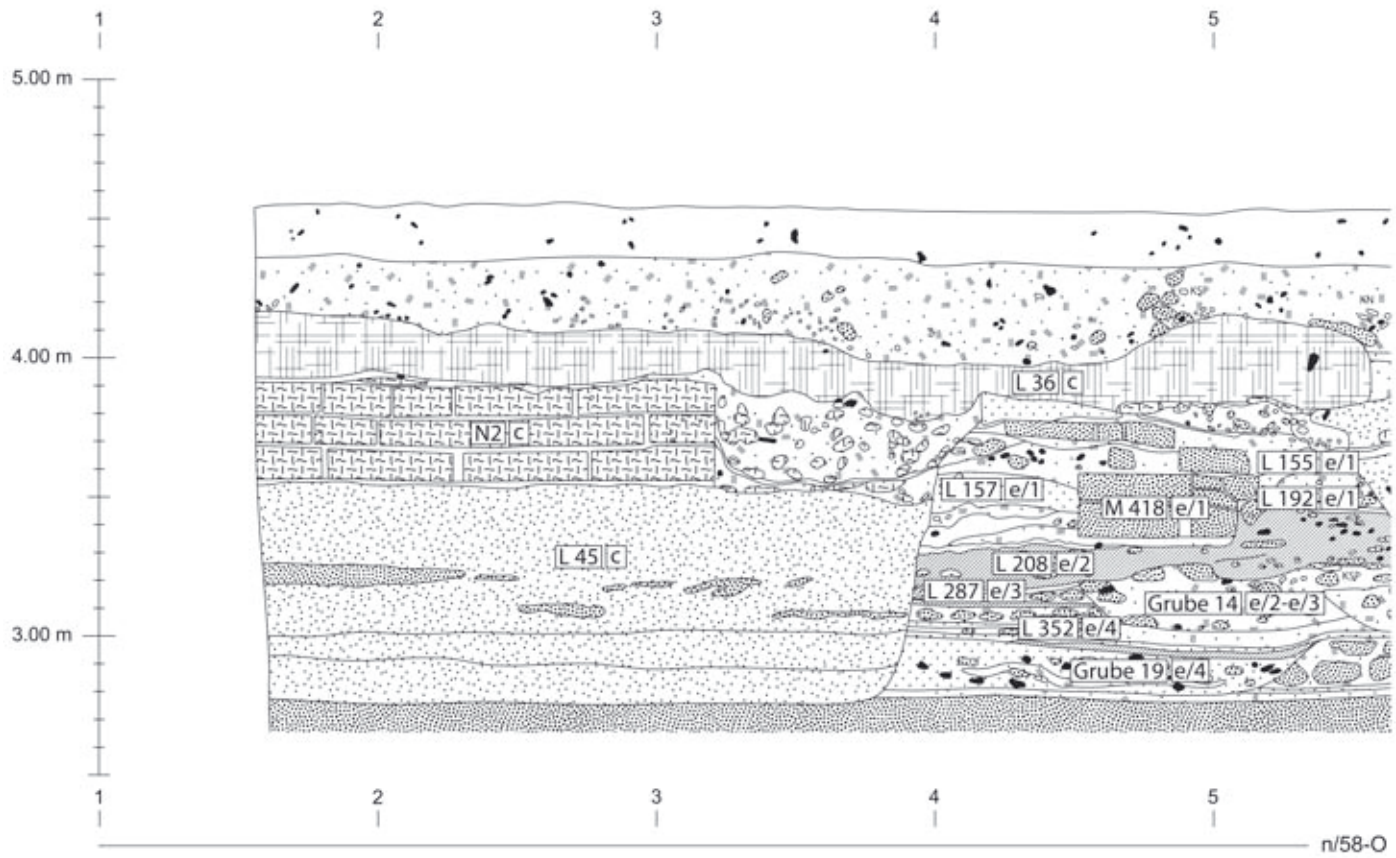 1 2 3 4 5
5.00 m
KSF
KN
4.00 m
L 36 c
N2 c
L 155 e/1
L 157 e/1
L 192 e/1
M 418 e/1
L 45 c
L 208 e/2
L 287 e/3
Grube 14 e/2-e/3
L 352 e/4
3.00 m
Grube 19 e/4
1 2 3 4 5
n/58-O